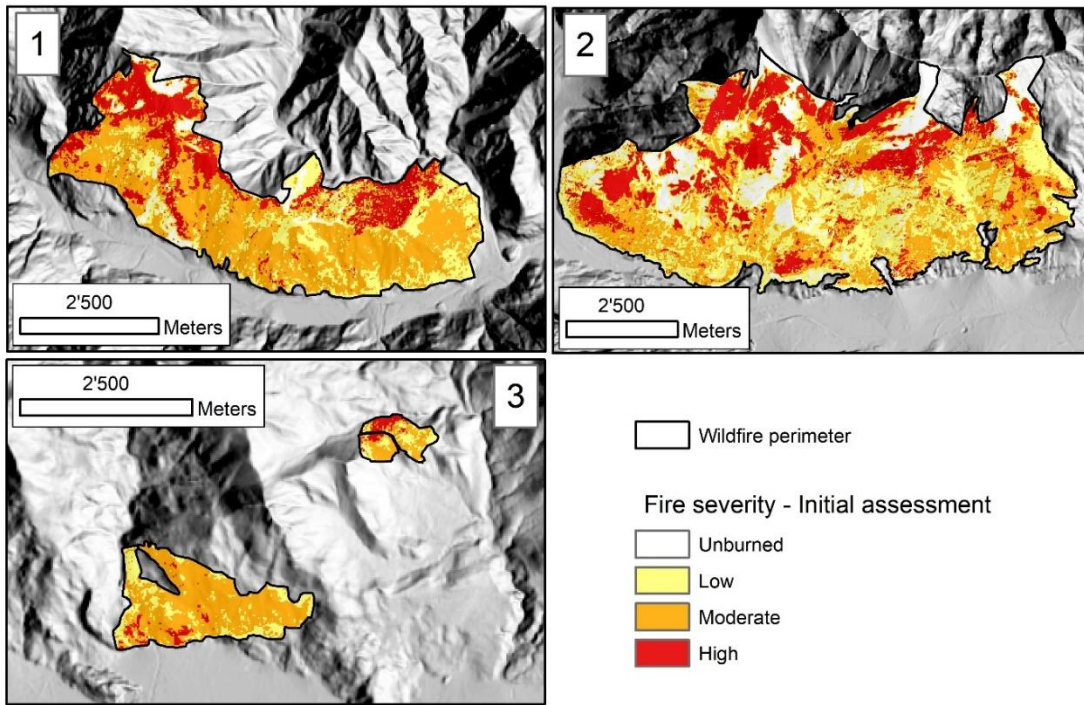 1
2'500
Meters
2
2'500
Meters
2'500
Meters
3
Wildfire perimeter
Fire severity - Initial assessment
Unburned
Low
Moderate
High